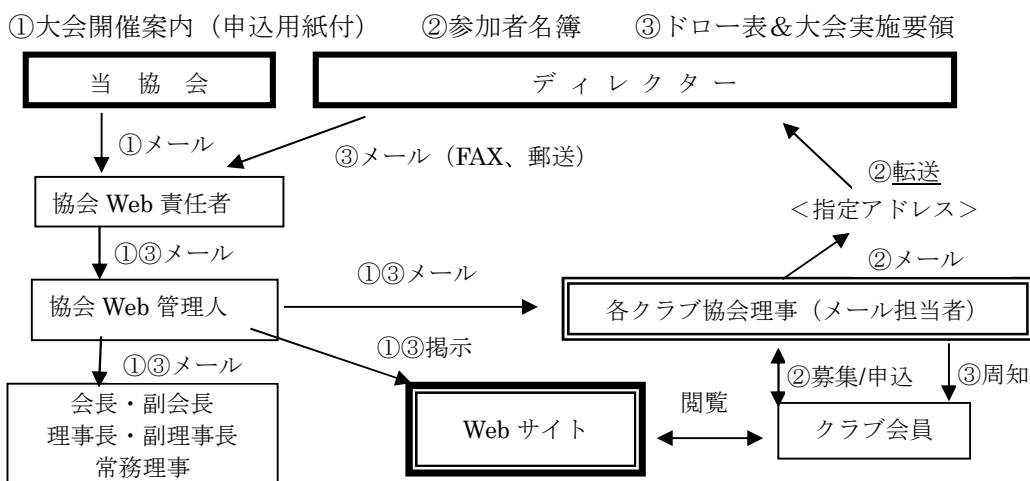 ①大会開催案内（申込用紙付）　②参加者名簿　③ドロー表＆大会実施要領
当　協　会
ディレクター
①メール
③メール（FAX、郵送）
②転送
協会 Web 責任者
＜指定アドレス＞
①③メール
①③メール
②メール
協会 Web 管理人
各クラブ協会理事（メール担当者）
①③メール
①③掲示
②募集/申込
③周知
会長・副会長
理事長・副理事長
常務理事
Web サイト
閲覧
クラブ会員